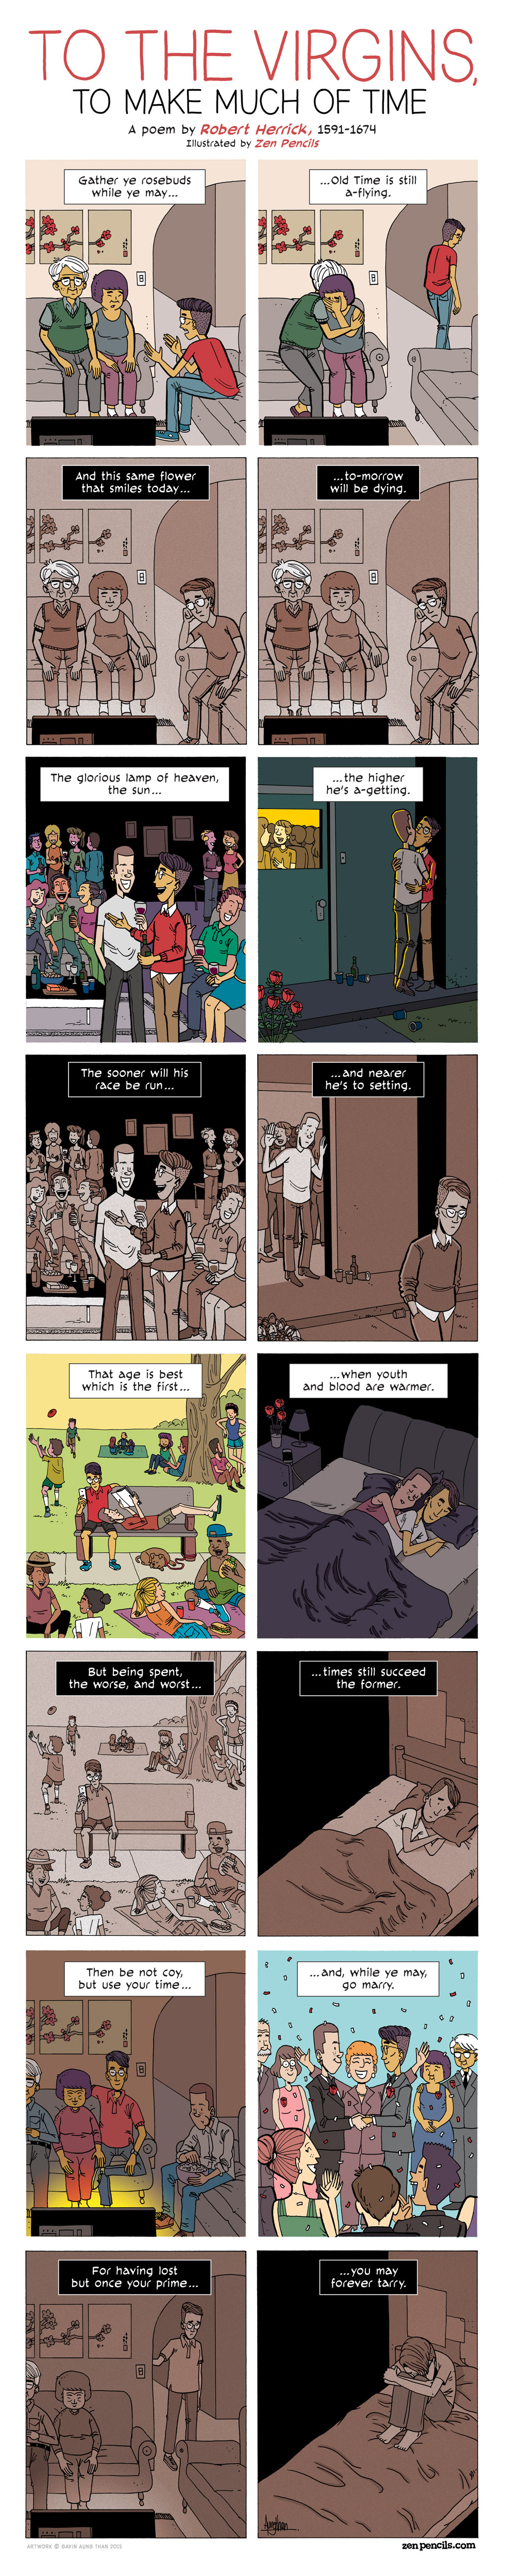 TO THE VIRGINS,
TO MAKE MUCH OF TIME
A poem by Robert Herrick, 1591-1674
Illustrated by Zen Pencils
Gather ye rosebuds
while ye may...
...Old Time is still
a-flying.
And this same flower
that smiles today...
...to-morrow
will be dying.
The glorious lamp of heaven,
the sun...
...the higher
he's a-getting.
The sooner will his
race be run...
...and nearer
he's to setting.
That age is best
which is the first...
...when youth
and blood are warmer.
But being spent,
the worse, and worst...
...times still succeed
the former.
Then be not coy,
but use your time...
...and, while ye may,
go marry.
For having lost
but once your prime...
...you may
forever tarry.
ARTWORK © GAVIN AUNG THAN 2013
zenpencils.com